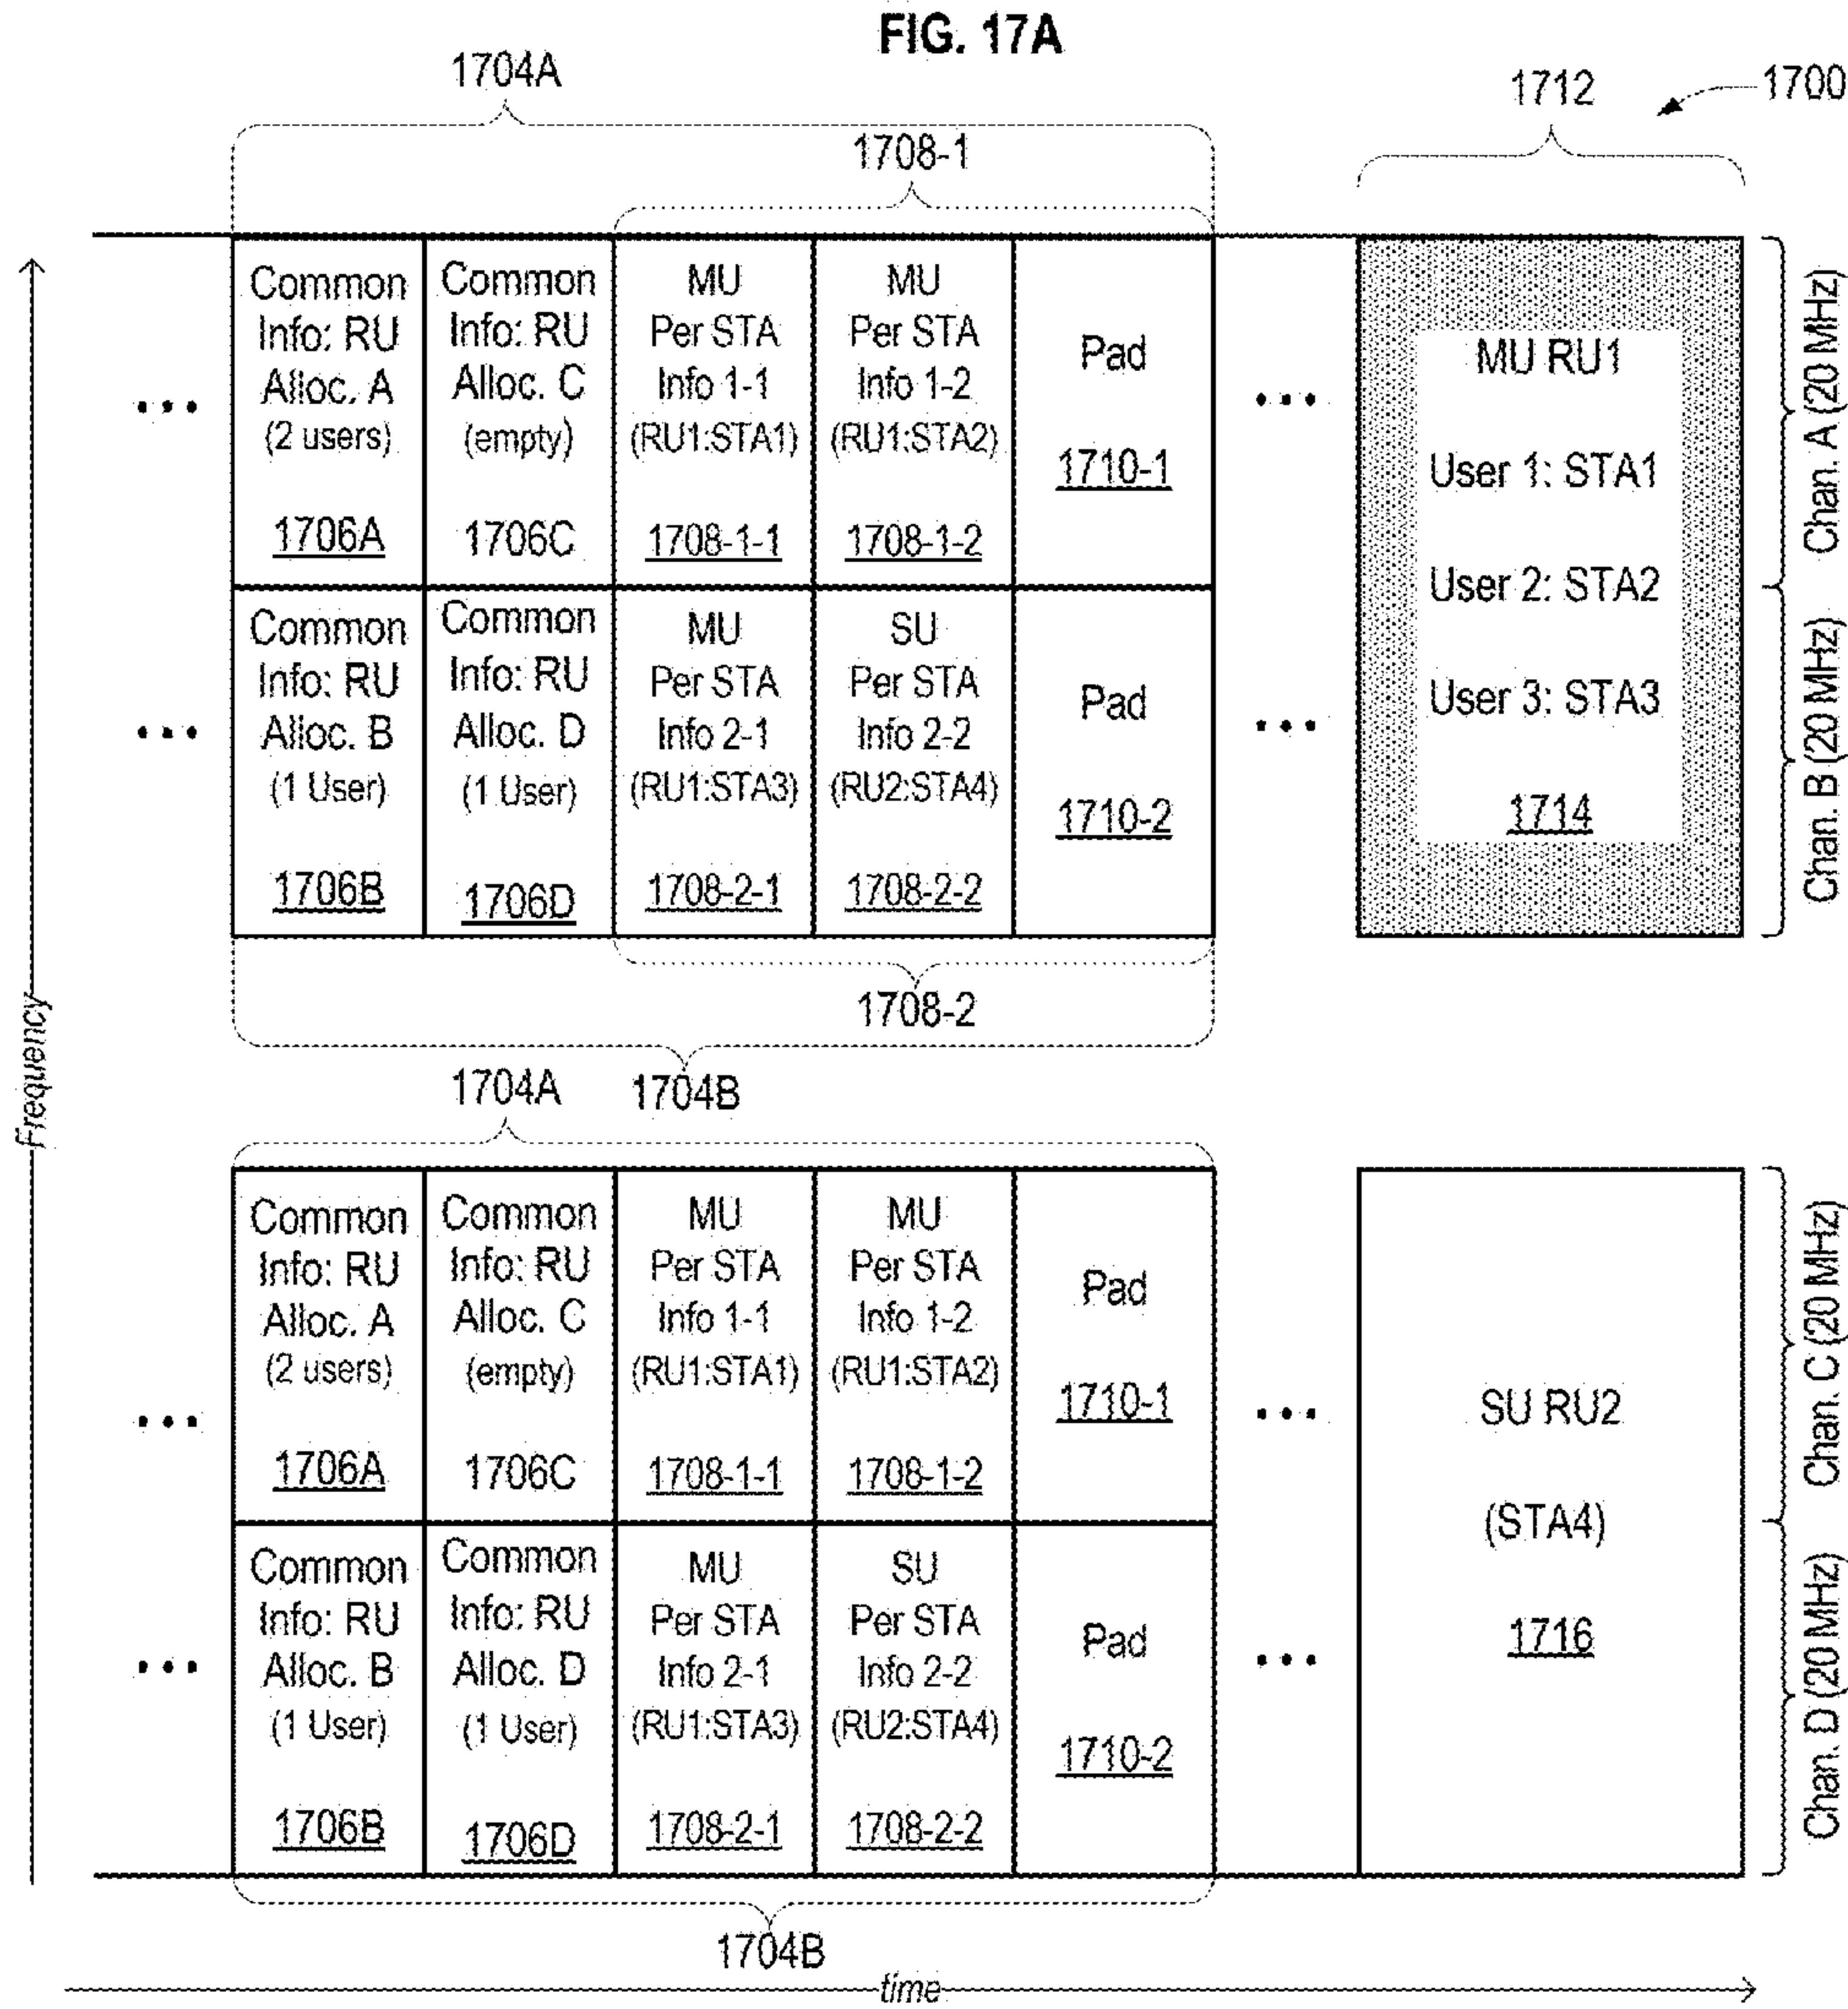 FIG. 17A
1704A
1712
1700
1708-1
Common
Info: RU
Alloc. A
(2 users)
1706A
Common
Info: RU
Alloc. C
(empty)
1706C
MU
Per STA
Info 1-1
(RU1:STA1)
1708-1-1
MU
Per STA
Info 1-2
(RU1:STA2)
1708-1-2
Pad
1710-1
Common
Info: RU
Alloc. B
(1 User)
1706B
Common
Info: RU
Alloc. D
(1 User)
1706D
MU
Per STA
Info 2-1
(RU1:STA3)
1708-2-1
SU
Per STA
Info 2-2
(RU2:STA4)
1708-2-2
Pad
1710-2
MU RU1
User 1: STA1
User 2: STA2
User 3: STA3
1714
Chan. A (20 MHz)
Chan. B (20 MHz)
1708-2
1704B
Frequency
1704A
Common
Info: RU
Alloc. A
(2 users)
1706A
Common
Info: RU
Alloc. C
(empty)
1706C
MU
Per STA
Info 1-1
(RU1:STA1)
1708-1-1
MU
Per STA
Info 1-2
(RU1:STA2)
1708-1-2
Pad
1710-1
Common
Info: RU
Alloc. B
(1 User)
1706B
Common
Info: RU
Alloc. D
(1 User)
1706D
MU
Per STA
Info 2-1
(RU1:STA3)
1708-2-1
SU
Per STA
Info 2-2
(RU2:STA4)
1708-2-2
Pad
1710-2
SU RU2
(STA4)
1716
Chan. C (20 MHz)
Chan. D (20 MHz)
1704B
time